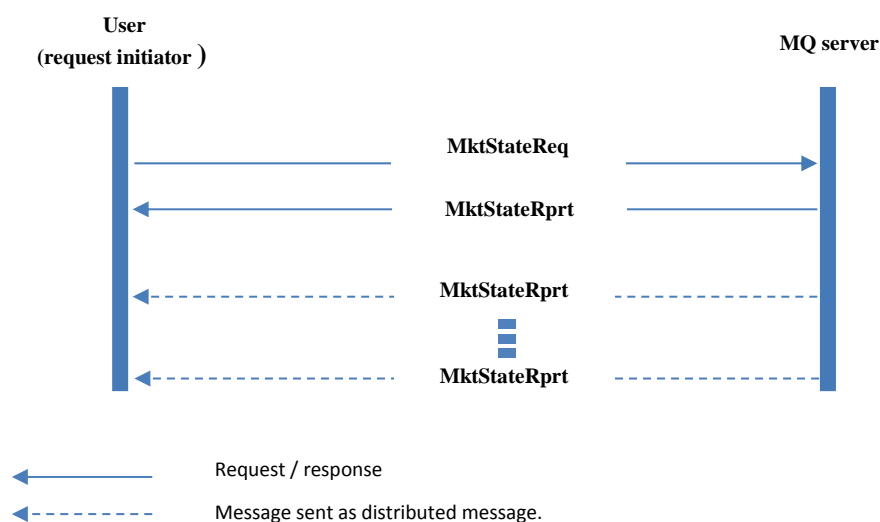 User
(request initiator )
MQ server
MktStateReq
MktStateRprt
MktStateRprt
MktStateRprt
Request / response
Message sent as distributed message.